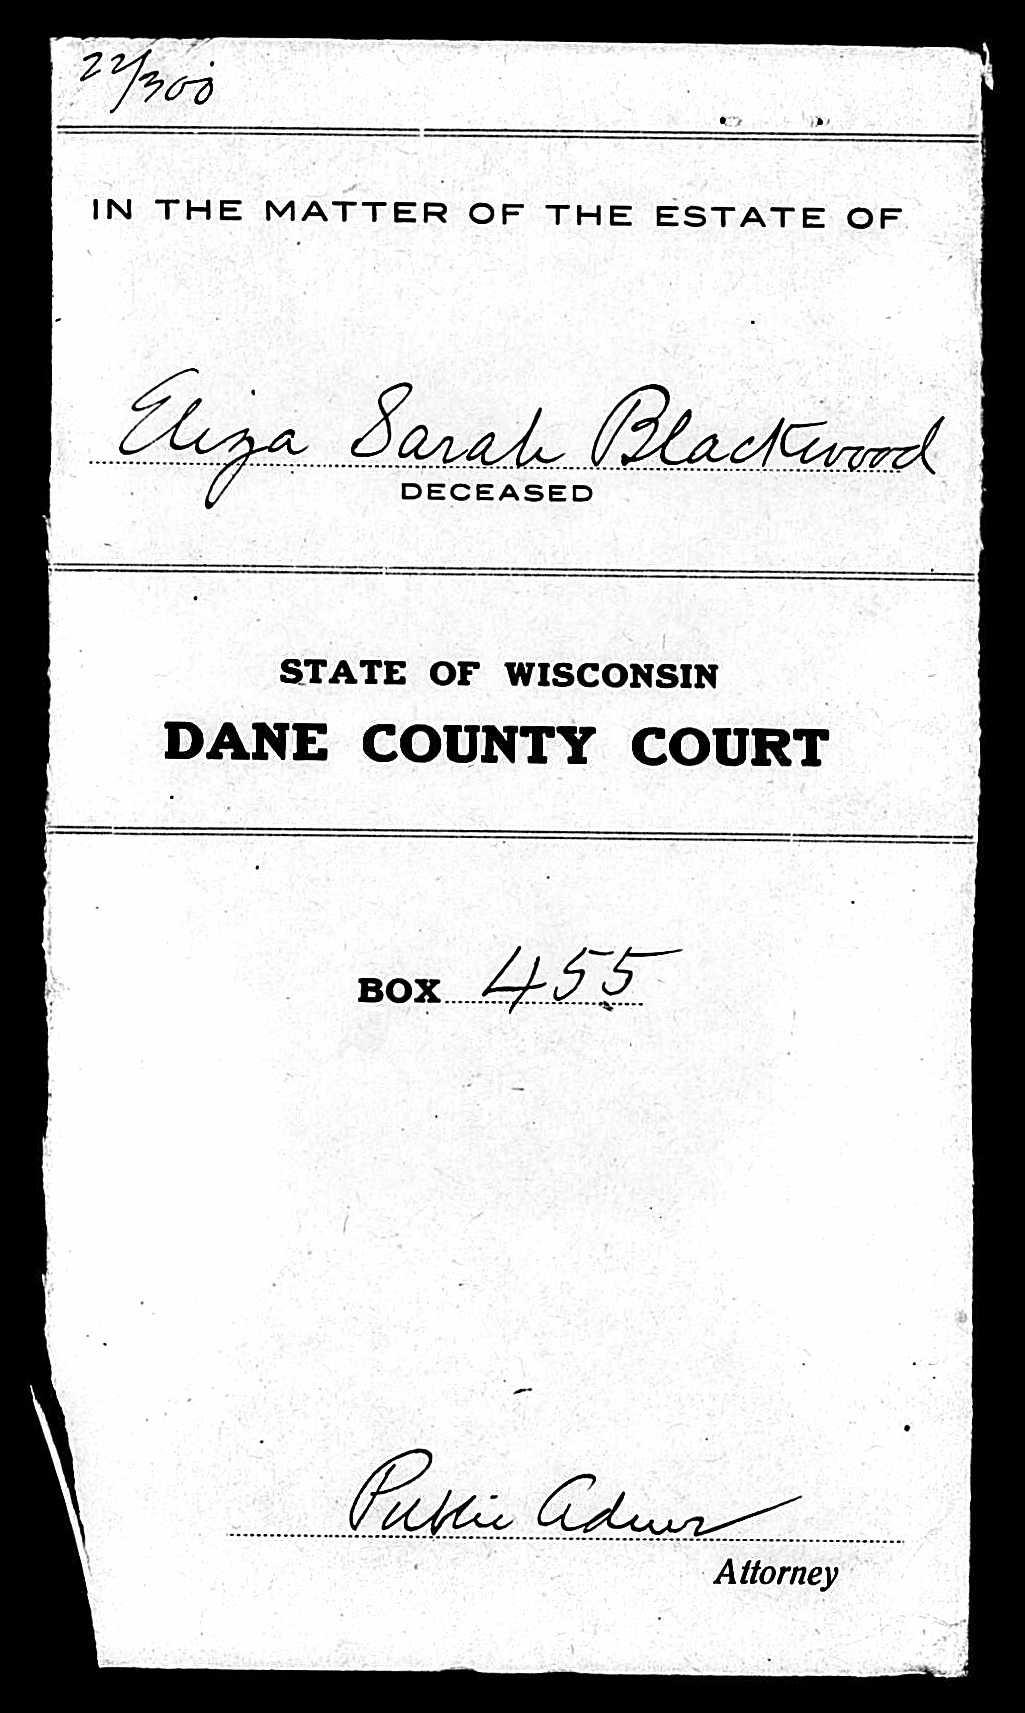 22/300
IN THE MATTER OF THE ESTATE OF
Eliza Sarah Blackwood
DECEASED
STATE OF WISCONSIN
DANE COUNTY COURT
BOX 455
Public Admr
Attorney